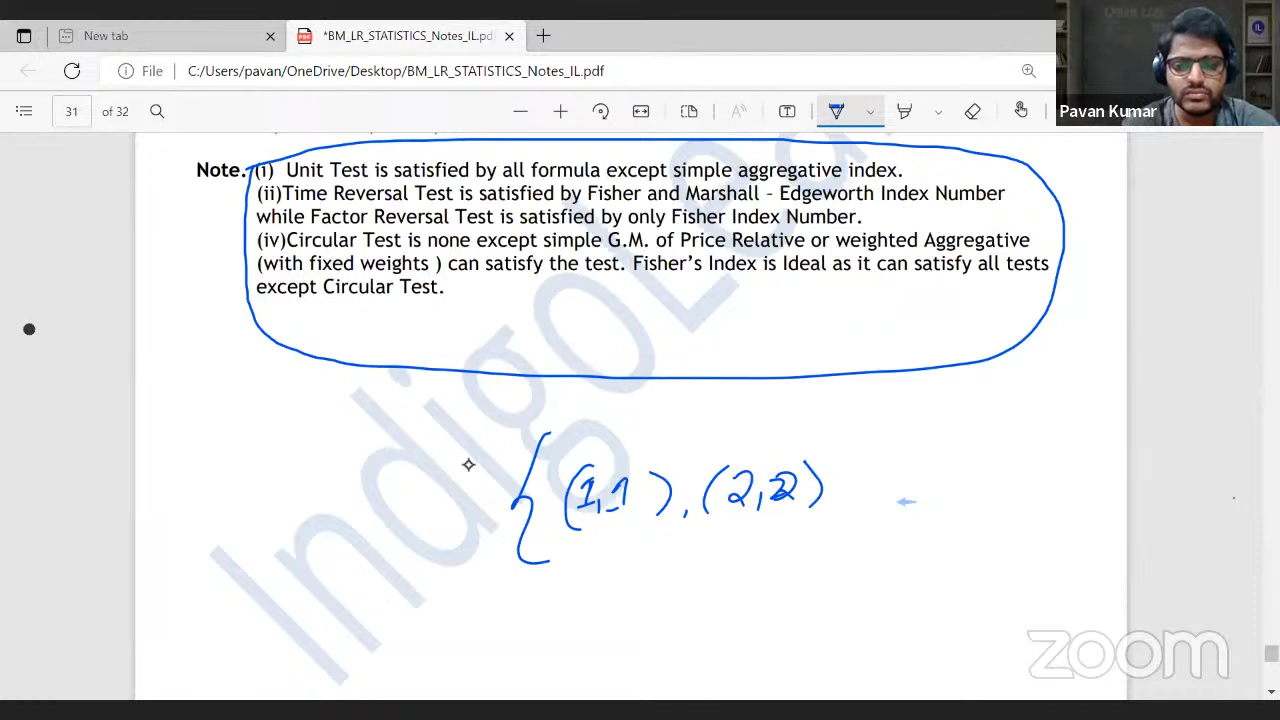 New tab
*BM_LR_STATISTICS_Notes_IL.pd
File
C:/Users/pavan/OneDrive/Desktop/BM_LR_STATISTICS_Notes_IL.pdf
31 of 32
Pavan Kumar
Note. (i) Unit Test is satisfied by all formula except simple aggregative index.
(ii)Time Reversal Test is satisfied by Fisher and Marshall - Edgeworth Index Number
while Factor Reversal Test is satisfied by only Fisher Index Number.
(iv)Circular Test is none except simple G.M. of Price Relative or weighted Aggregative
(with fixed weights ) can satisfy the test. Fisher's Index is Ideal as it can satisfy all tests
except Circular Test.
{ (1,1), (2,2)
zoom